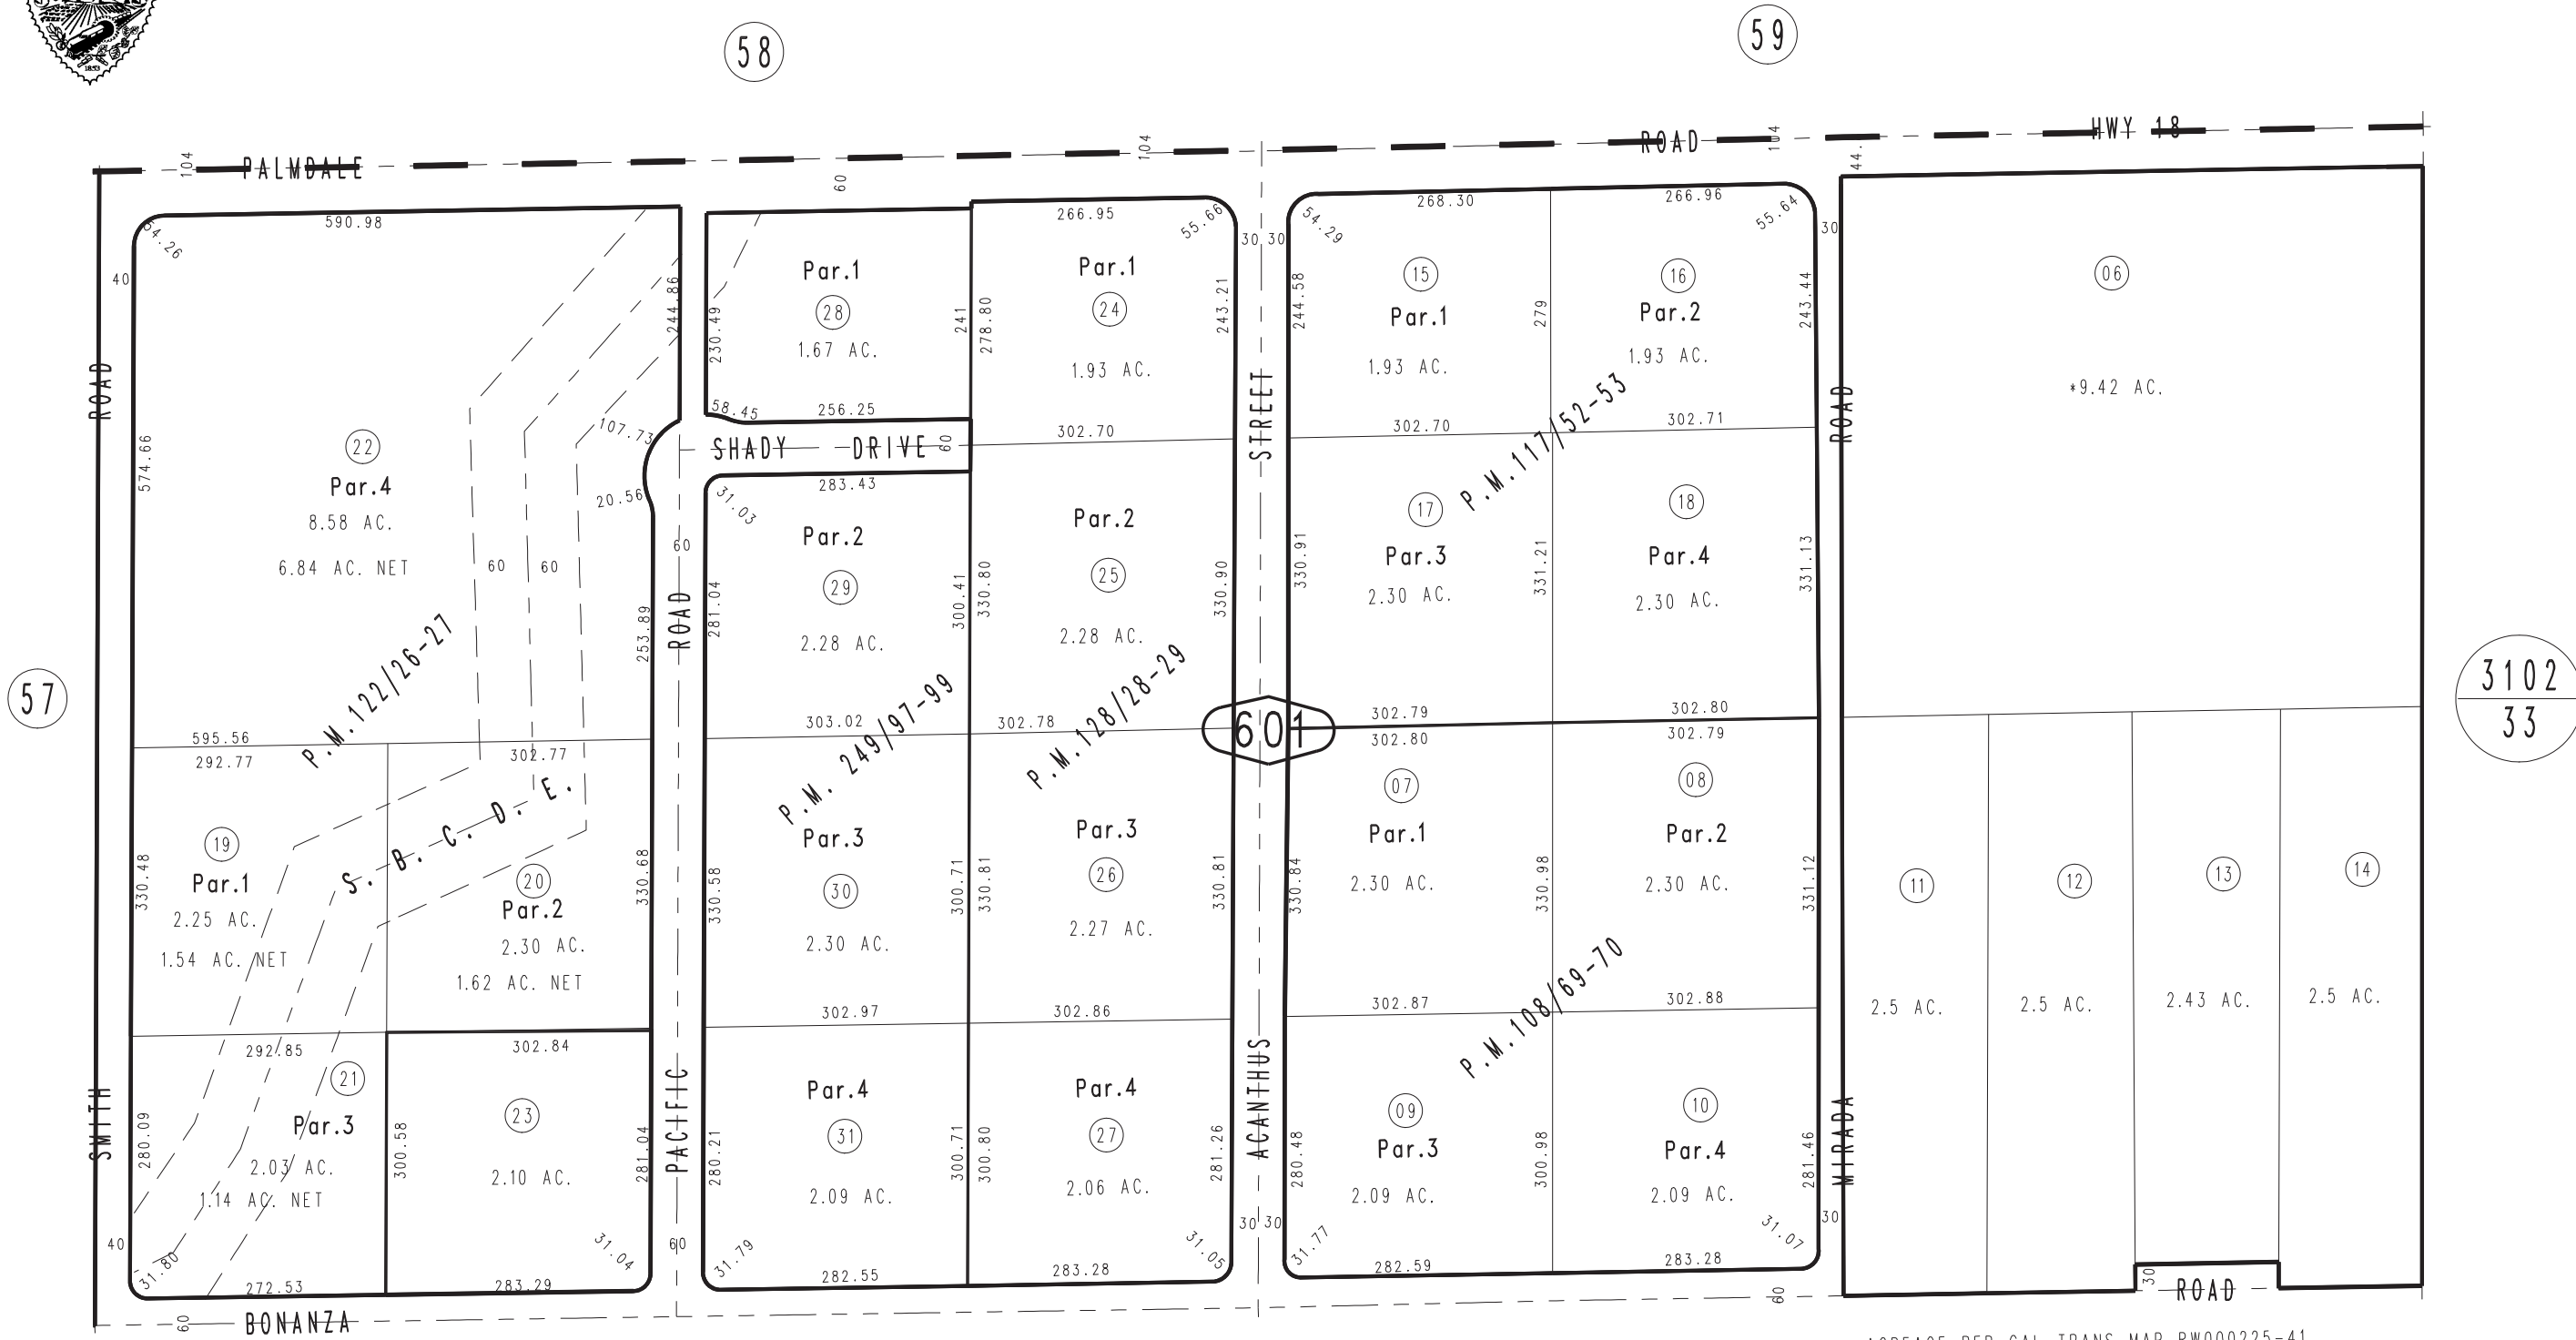 1853
58
59
PALMDALE
ROAD
HWY 18
104
104
104
44.
60
590.98
54.26
40
ROAD
574.66
22
Par.4
8.58 AC.
6.84 AC. NET
60
60
244.86
107.73
20.56
253.89
P.M.122/26-27
595.56
57
Par.1
28
1.67 AC.
230.49
241
58.45
256.25
SHADY DRIVE
60
266.95
55.66
Par.1
24
1.93 AC.
278.80
243.21
302.70
30 30
STREET
268.30
54.29
15
Par.1
1.93 AC.
244.58
279
302.70
266.96
55.64
16
Par.2
1.93 AC.
243.44
302.71
P.M.117/52-53
30
ROAD
06
*9.42 AC.
283.43
31.03
60
ROAD
Par.2
29
2.28 AC.
281.04
300.41
303.02
P.M. 249/97-99
Par.2
25
2.28 AC.
330.80
330.90
302.78
P.M.128/28-29
17
Par.3
2.30 AC.
330.91
331.21
302.79
18
Par.4
2.30 AC.
331.13
302.80
601
3102
33
292.77
19
Par.1
2.25 AC.
1.54 AC. NET
330.48
302.77
S. B. C. D. E.
20
Par.2
2.30 AC.
1.62 AC. NET
330.68
Par.3
30
2.30 AC.
330.58
300.71
302.97
Par.3
26
2.27 AC.
330.81
330.81
302.86
302.80
07
Par.1
2.30 AC.
330.84
330.98
302.87
302.79
08
Par.2
2.30 AC.
331.12
302.88
P.M.108/69-70
11
2.5 AC.
12
2.5 AC.
13
2.43 AC.
14
2.5 AC.
SMITH
292.85
21
Par.3
2.03 AC.
1.14 AC. NET
280.09
40
31.80
272.53
302.84
23
2.10 AC.
300.58
281.04
31.04
283.29
PACIFIC
60
Par.4
31
2.09 AC.
280.21
300.71
31.79
282.55
Par.4
27
2.06 AC.
300.80
281.26
31.05
283.28
ACANTHUS
30 30
09
Par.3
2.09 AC.
280.48
300.98
31.77
282.59
10
Par.4
2.09 AC.
281.46
31.07
283.28
MIRADA
30
60
BONANZA
60
30
ROAD
ACREAGE PER CAL TRANS MAP RW000225-41